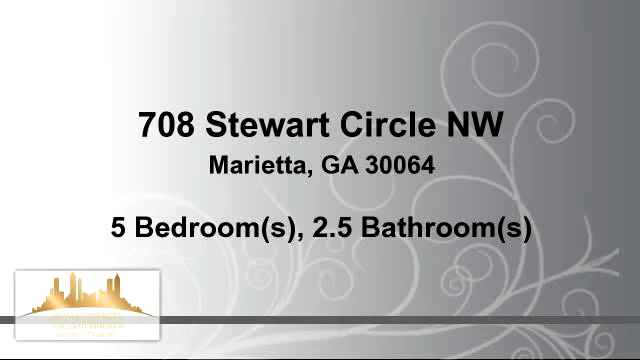 708 Stewart Circle NW
Marietta, GA 30064
5 Bedroom(s), 2.5 Bathroom(s)